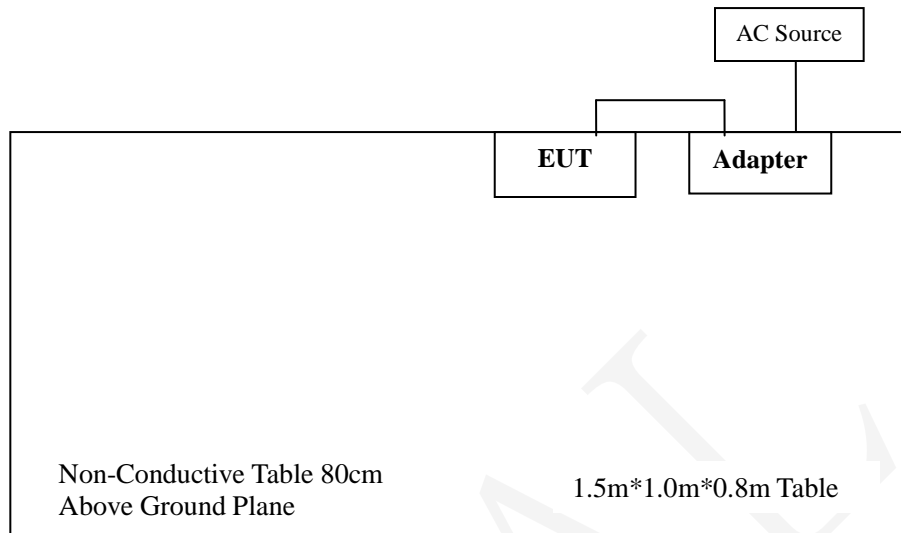 AC Source
EUT
Adapter
Non-Conductive Table 80cm
Above Ground Plane
1.5m*1.0m*0.8m Table